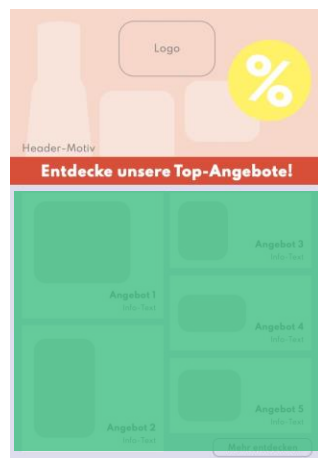 Logo
%
Header-Motiv
Entdecke unsere Top-Angebote!
Angebot 1
Info-Text
Angebot 2
Info-Text
Angebot 3
Info-Text
Angebot 4
Info-Text
Angebot 5
Info-Text
Mehr entdecken